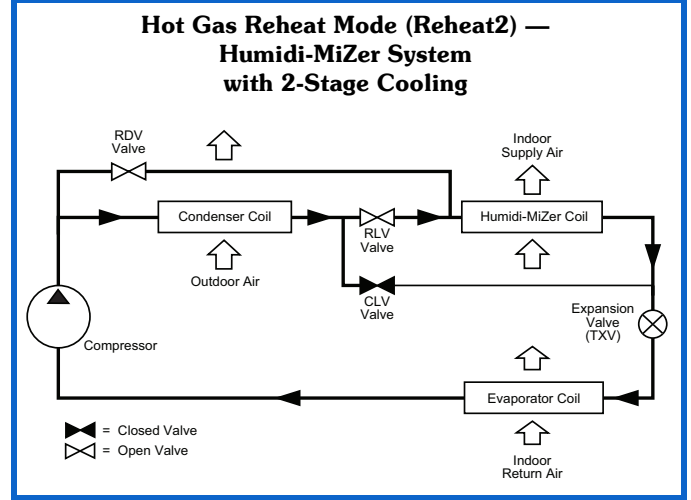 Hot Gas Reheat Mode (Reheat2) —
Humidi-MiZer System
with 2-Stage Cooling
RDV
Valve
Indoor
Supply Air
Condenser Coil
RLV
Valve
Humidi-MiZer Coil
Outdoor Air
CLV
Valve
Expansion
Valve
(TXV)
Compressor
Evaporator Coil
= Closed Valve
= Open Valve
Indoor
Return Air